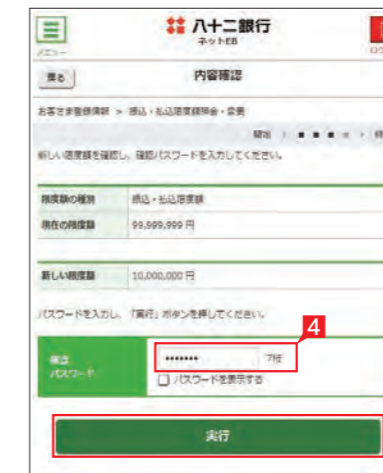 八十二銀行
ネットEB
メニュー
戻る
内容確認
お客さま登録情報 > 振込・払込限度額照会・変更
開始
新しい限度額を確認し、確認パスワードを入力してください。
限度額の種別 振込・払込限度額
現在の限度額 99,999,999 円
新しい限度額 10,000,000 円
パスワードを入力し、「実行」ボタンを押してください。
4
確認
パスワード
••••••• 7桁
パスワードを表示する
実行